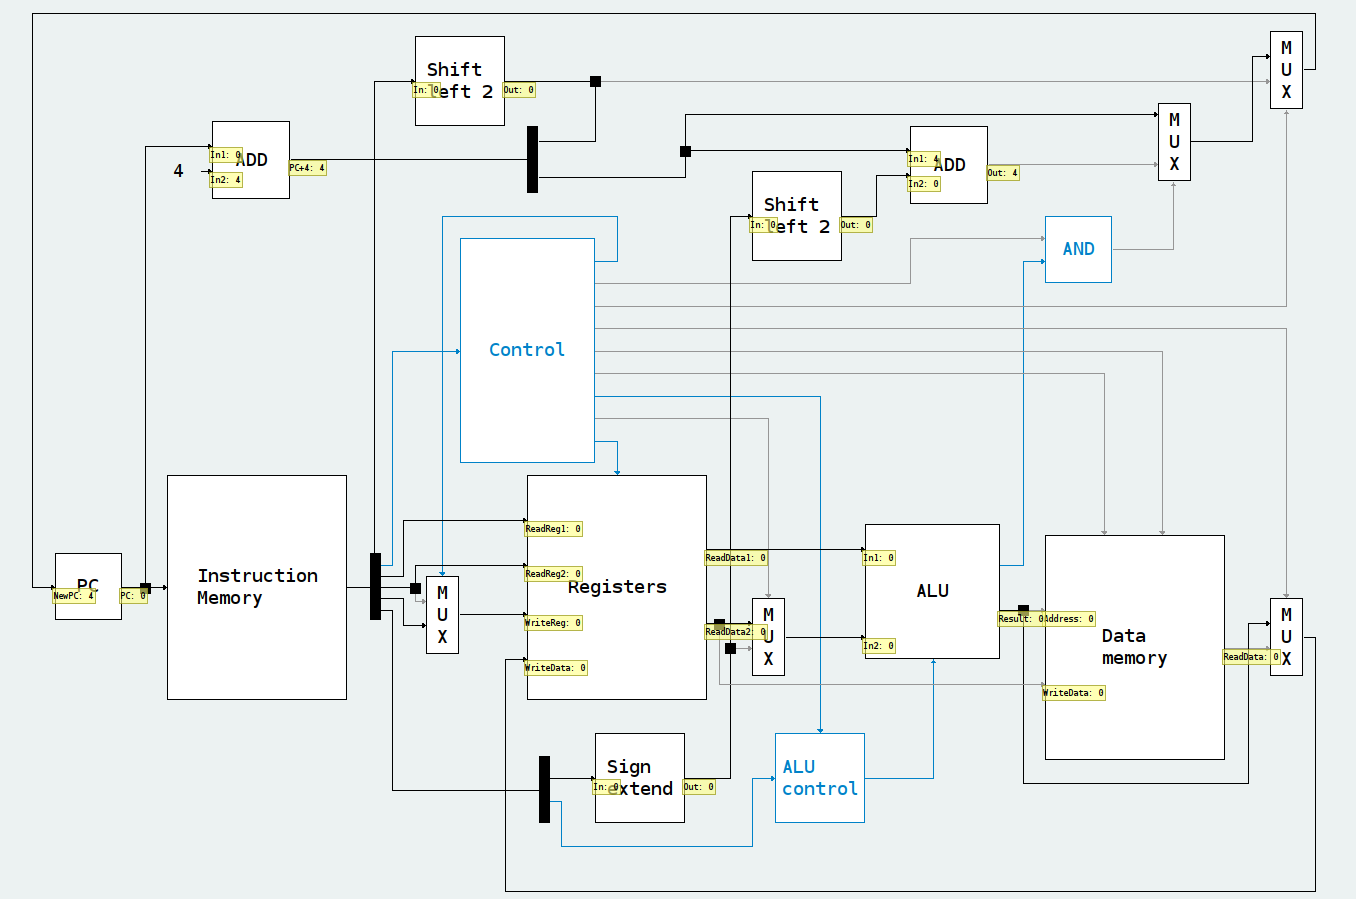 M
U
X
Shift
left 2
In: 0
Out: 0
M
U
X
ADD
In1: 0
In2: 4
4
PC+4: 4
ADD
In1: 4
In2: 0
Out: 4
Shift
left 2
In: 0
Out: 0
AND
Control
PC
NewPC: 4
PC: 0
Instruction
Memory
M
U
X
Registers
ReadReg1: 0
ReadReg2: 0
WriteReg: 0
WriteData: 0
ReadData1: 0
ReadData2: 0
M
U
X
ALU
In1: 0
In2: 0
Result: 0
Address: 0
Data
memory
WriteData: 0
ReadData: 0
M
U
X
Sign
extend
In: 0
Out: 0
ALU
control